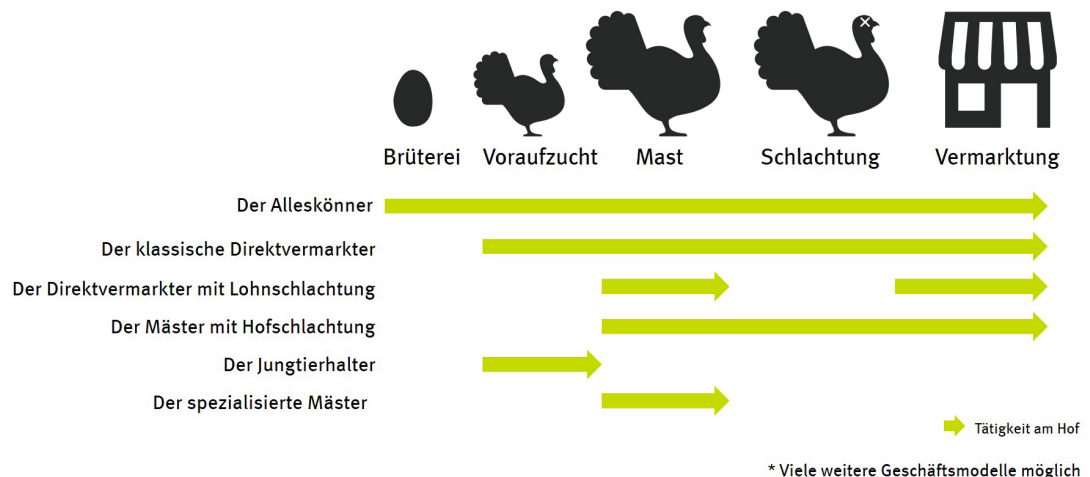 Brüterei Voraufzucht Mast Schlachtung Vermarktung
Der Alleskönner
Der klassische Direktvermarkter
Der Direktvermarkter mit Lohnschlachtung
Der Mäster mit Hofschlachtung
Der Jungtierhalter
Der spezialisierte Mäster
Tätigkeit am Hof
* Viele weitere Geschäftsmodelle möglich